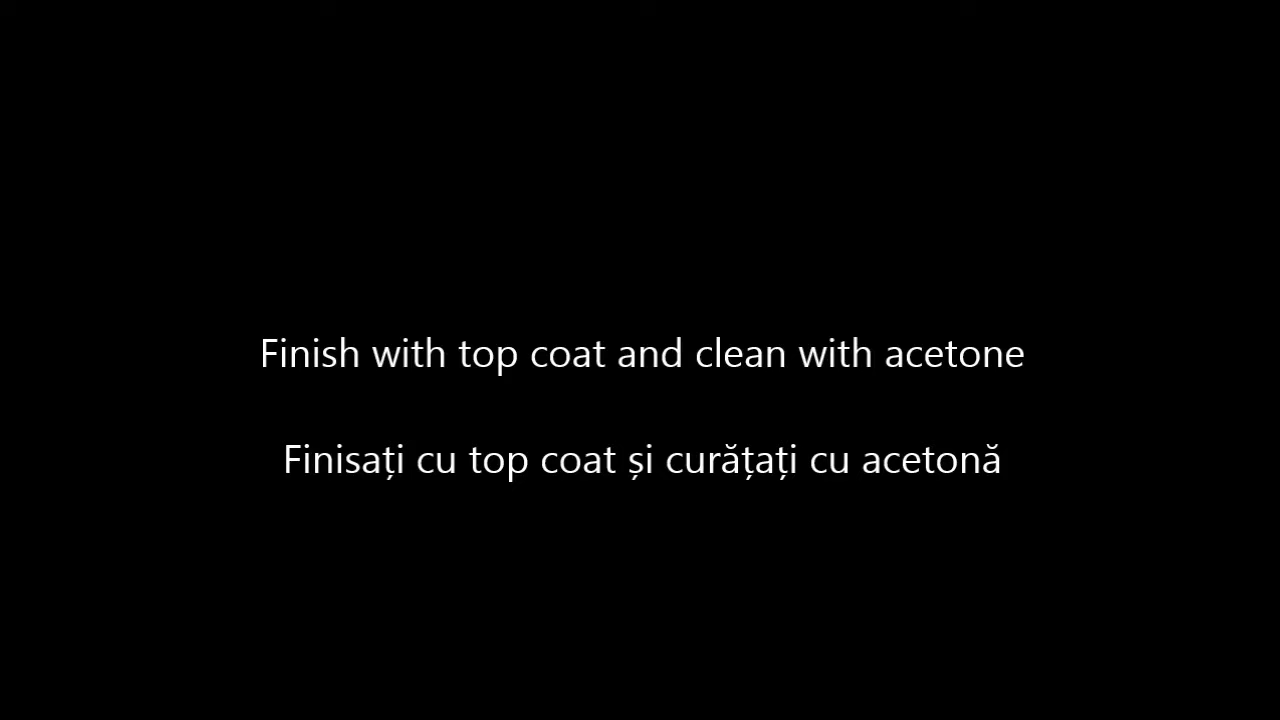 Finish with top coat and clean with acetone
Finisați cu top coat și curățați cu acetonă